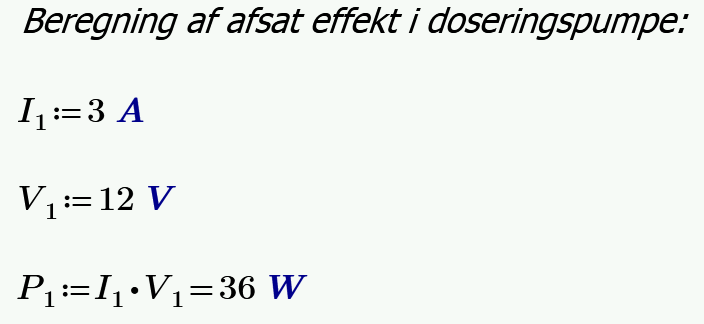 Beregning af afsat effekt i doseringspumpe:
I₁ := 3 A
V₁ := 12 V
P₁ := I₁ · V₁ = 36 W